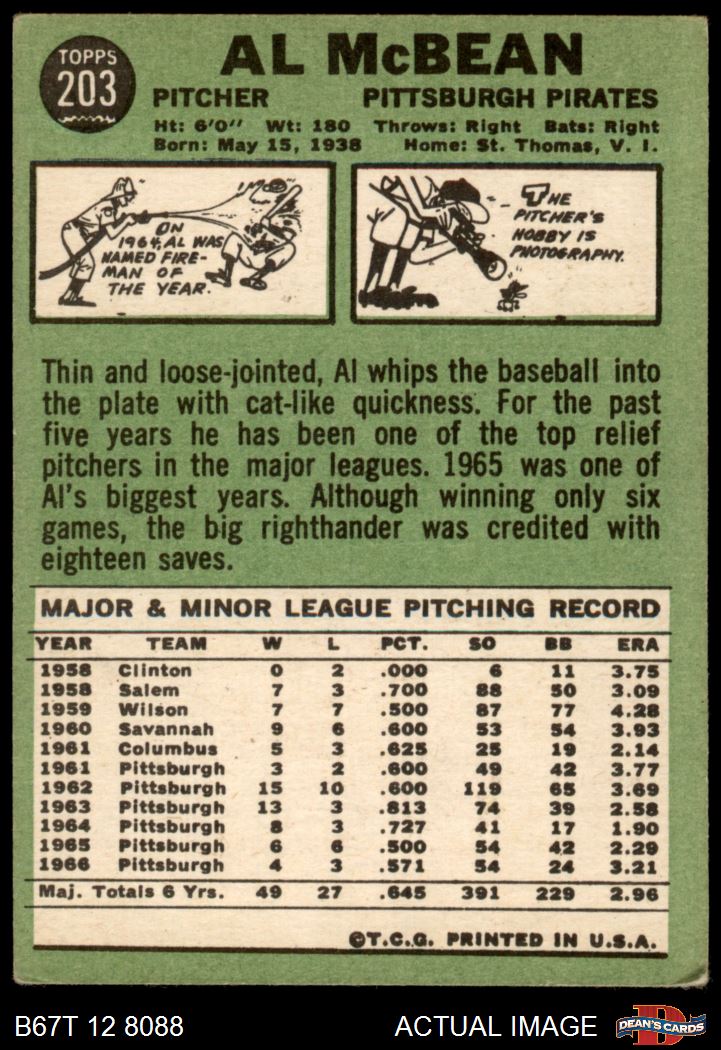 TOPPS
203
AL McBEAN
PITCHER PITTSBURGH PIRATES
Ht: 6'0" Wt: 180 Throws: Right Bats: Right
Born: May 15, 1938 Home: St. Thomas, V. I.
ON
1964, AL WAS
NAMED FIRE-
MAN OF
THE YEAR.
THE
PITCHER'S
HOBBY IS
PHOTOGRAPHY.
Thin and loose-jointed, Al whips the baseball into
the plate with cat-like quickness. For the past
five years he has been one of the top relief
pitchers in the major leagues. 1965 was one of
Al's biggest years. Although winning only six
games, the big righthander was credited with
eighteen saves.
MAJOR & MINOR LEAGUE PITCHING RECORD
YEAR TEAM W L PCT. SO BB ERA
1958 Clinton 0 2 .000 6 11 3.75
1958 Salem 7 3 .700 88 50 3.09
1959 Wilson 7 7 .500 87 77 4.28
1960 Savannah 9 6 .600 53 54 3.93
1961 Columbus 5 3 .625 25 19 2.14
1961 Pittsburgh 3 2 .600 49 42 3.77
1962 Pittsburgh 15 10 .600 119 65 3.69
1963 Pittsburgh 13 3 .813 74 39 2.58
1964 Pittsburgh 8 3 .727 41 17 1.90
1965 Pittsburgh 6 6 .500 54 42 2.29
1966 Pittsburgh 4 3 .571 54 24 3.21
Maj. Totals 6 Yrs. 49 27 .645 391 229 2.96
©T.C.G. PRINTED IN U.S.A.
B67T 12 8088 ACTUAL IMAGE DEAN'S CARDS